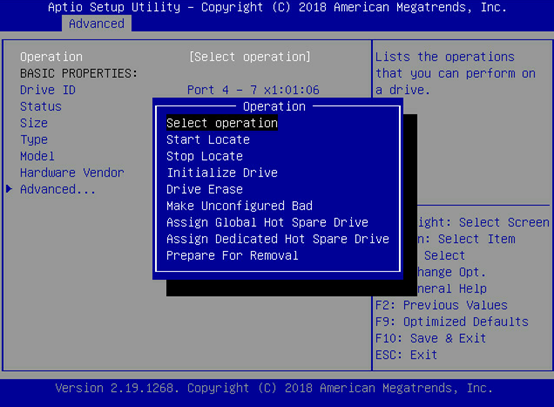 Aptio Setup Utility – Copyright (C) 2018 American Megatrends, Inc.
Advanced
Operation [Select operation]
BASIC PROPERTIES:
Drive ID Port 4 – 7 x1:01:06
Status
Size
Type
Model
Hardware Vendor
Advanced...
Operation
Select operation
Start Locate
Stop Locate
Initialize Drive
Drive Erase
Make Unconfigured Bad
Assign Global Hot Spare Drive
Assign Dedicated Hot Spare Drive
Prepare For Removal
Lists the operations
that you can perform on
a drive.
ight: Select Screen
n: Select Item
Select
hange Opt.
neral Help
F2: Previous Values
F9: Optimized Defaults
F10: Save & Exit
ESC: Exit
Version 2.19.1268. Copyright (C) 2018 American Megatrends, Inc.